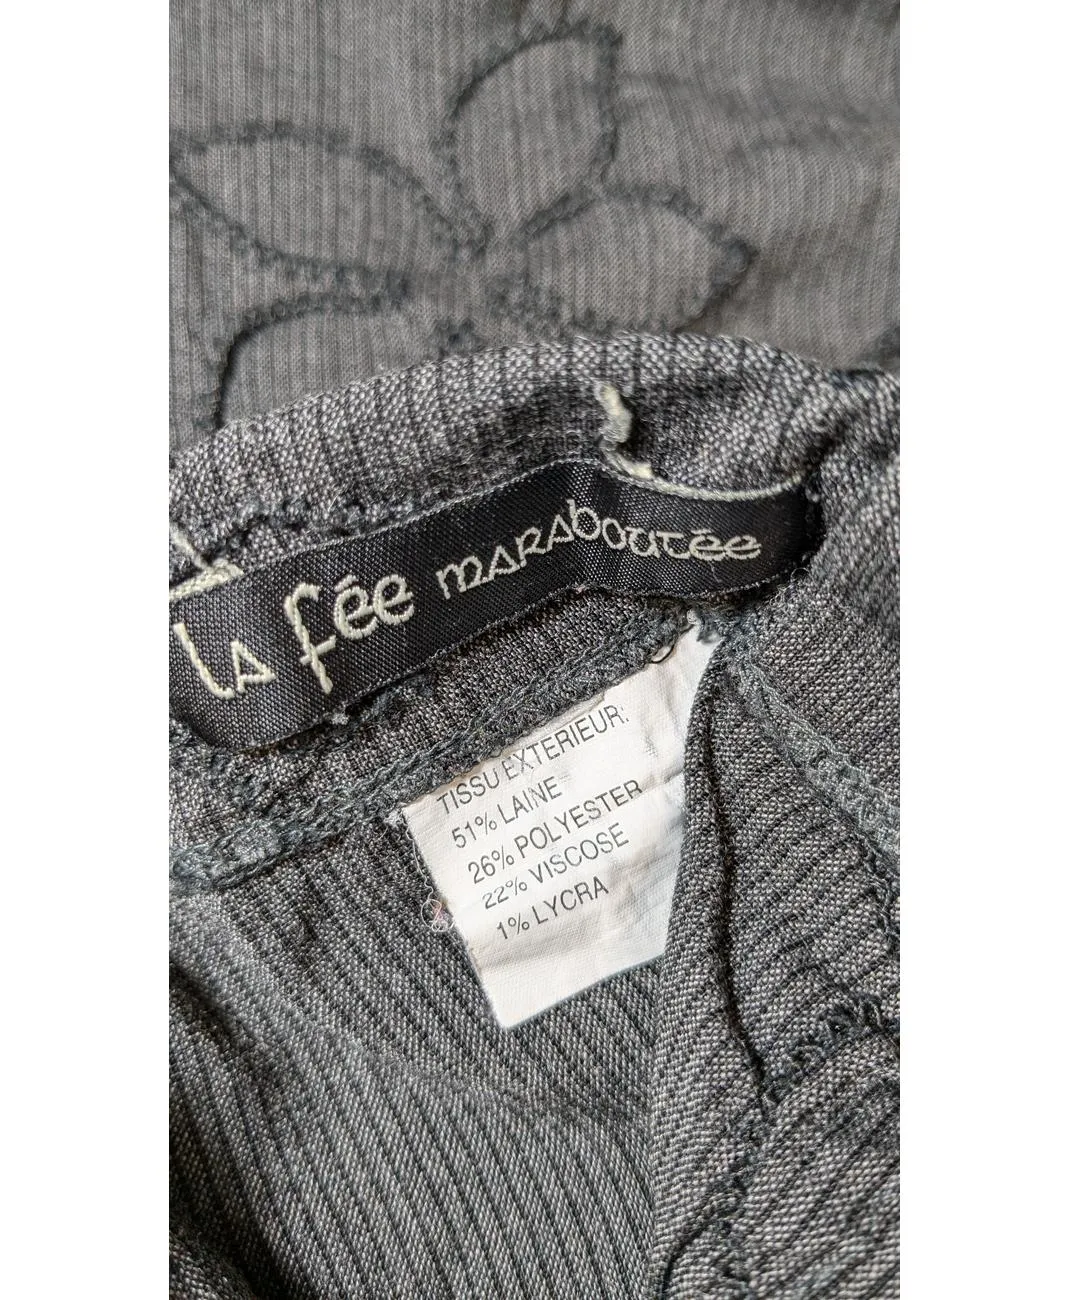 la fée maraboutée
TISSU EXTERIEUR:
51% LAINE
26% POLYESTER
22% VISCOSE
1% LYCRA